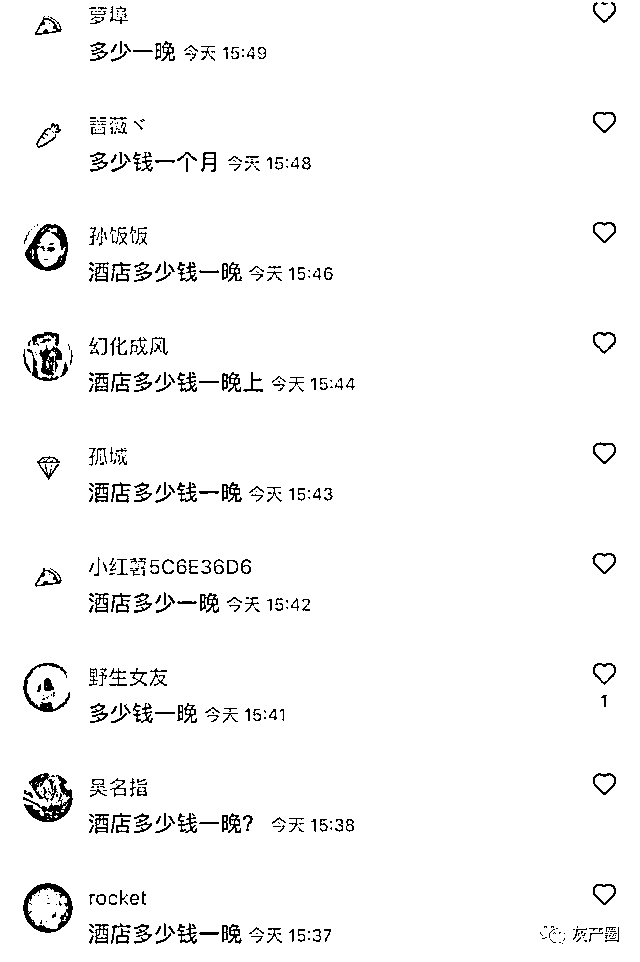 萝埠
多少一晚 今天 15:49
蔷薇ヾ
多少钱一个月 今天 15:48
孙饭饭
酒店多少钱一晚 今天 15:46
幻化成风
酒店多少钱一晚上 今天 15:44
孤城
酒店多少钱一晚 今天 15:43
小红薯5C6E36D6
酒店多少一晚 今天 15:42
野生女友
多少钱一晚 今天 15:41
1
吴名指
酒店多少钱一晚? 今天 15:38
rocket
酒店多少钱一晚 今天 15:37
灰产圈